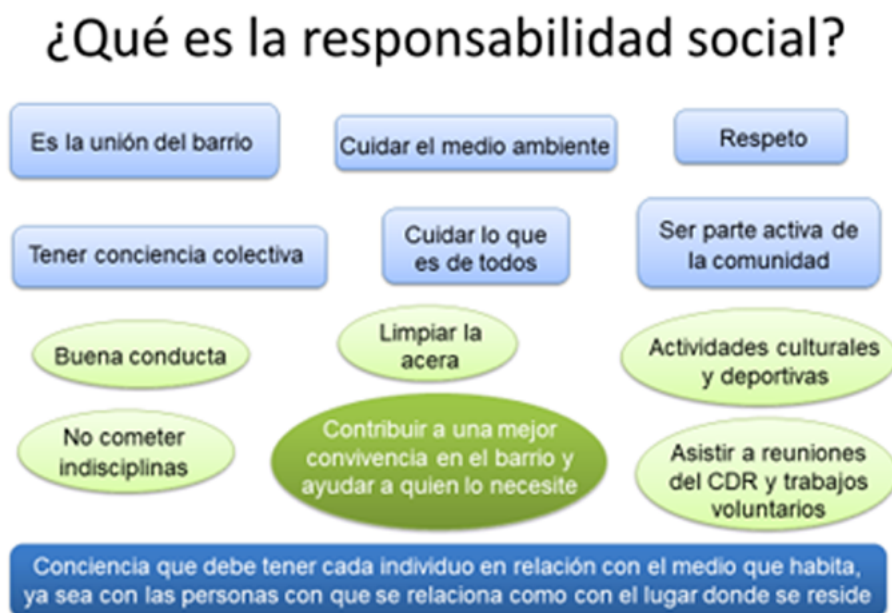 ¿Qué es la responsabilidad social?
Es la unión del barrio
Cuidar el medio ambiente
Respeto
Tener conciencia colectiva
Cuidar lo que
es de todos
Ser parte activa de
la comunidad
Buena conducta
Limpiar la
acera
Actividades culturales
y deportivas
No cometer
indisciplinas
Contribuir a una mejor
convivencia en el barrio y
ayudar a quien lo necesite
Asistir a reuniones
del CDR y trabajos
voluntarios
Conciencia que debe tener cada individuo en relación con el medio que habita,
ya sea con las personas con que se relaciona como con el lugar donde se reside